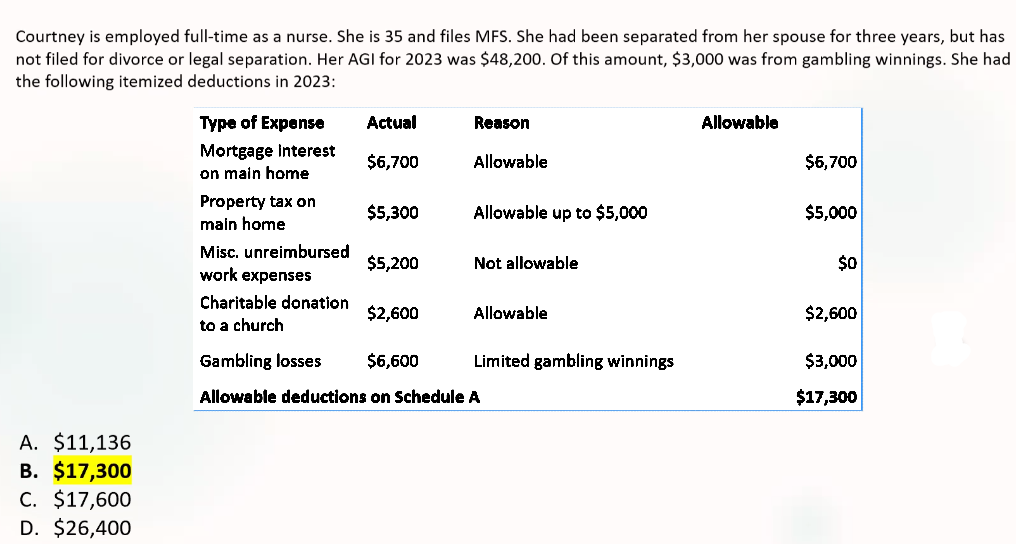 Courtney is employed full-time as a nurse. She is 35 and files MFS. She had been separated from her spouse for three years, but has
not filed for divorce or legal separation. Her AGI for 2023 was $48,200. Of this amount, $3,000 was from gambling winnings. She had
the following itemized deductions in 2023:
Type of Expense Actual Reason Allowable
Mortgage interest
on main home $6,700 Allowable $6,700
Property tax on
main home $5,300 Allowable up to $5,000 $5,000
Misc. unreimbursed
work expenses $5,200 Not allowable $0
Charitable donation
to a church $2,600 Allowable $2,600
Gambling losses $6,600 Limited gambling winnings $3,000
Allowable deductions on Schedule A $17,300
A. $11,136
B. $17,300
C. $17,600
D. $26,400